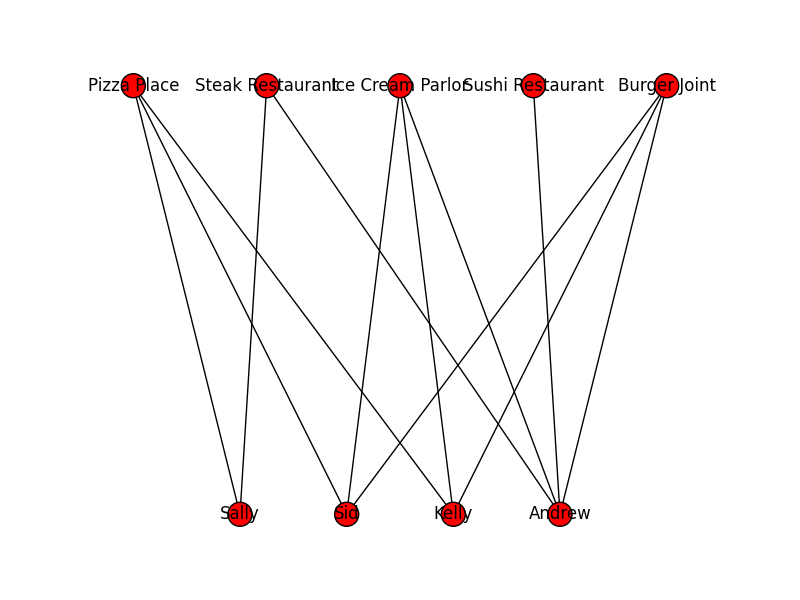 Pizza Place
Steak Restaurant
Ice Cream Parlor
Sushi Restaurant
Burger Joint
Sally
Sid
Kelly
Andrew